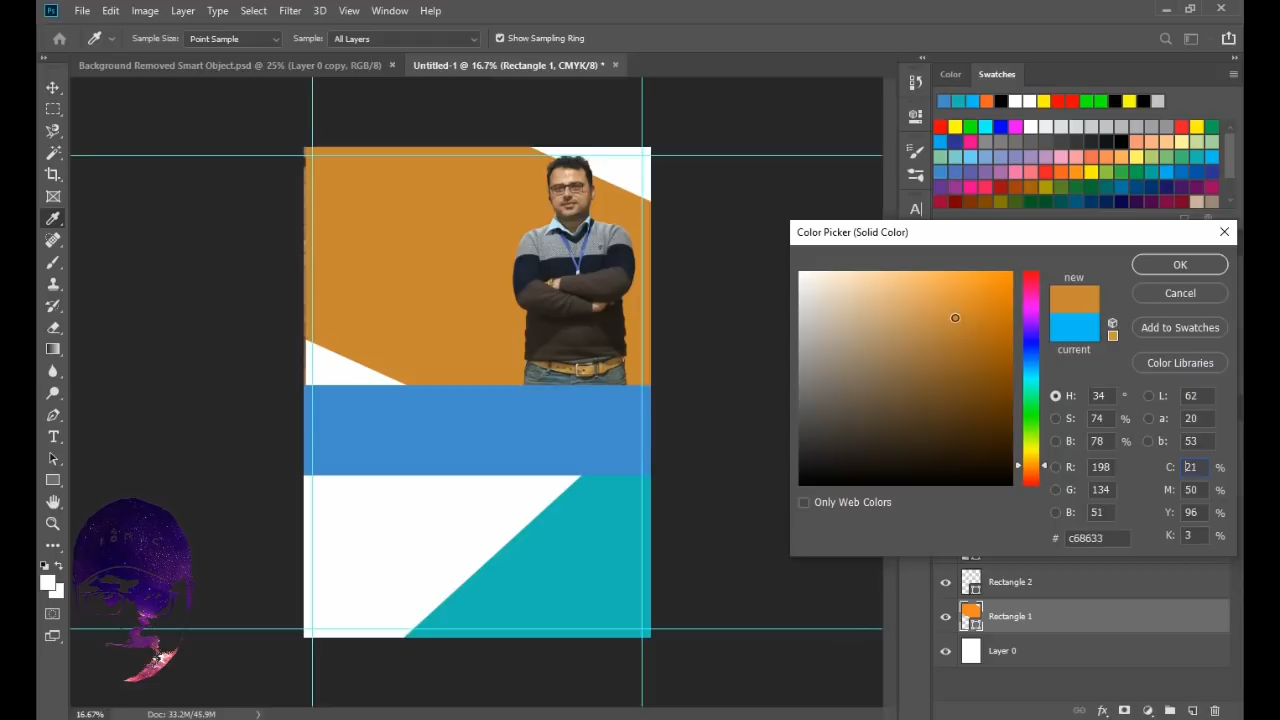 Ps File Edit Image Layer Type Select Filter 3D View Window Help
Sample Size: Point Sample Sample: All Layers Show Sampling Ring
Background Removed Smart Object.psd @ 25% (Layer 0 copy, RGB/8) × Untitled-1 @ 16.7% (Rectangle 1, CMYK/8) * ×
Color Swatches
Color Picker (Solid Color)
new
OK
Cancel
Add to Swatches
current
Color Libraries
H: 34 ° L: 62
S: 74 % a: 20
B: 78 % b: 53
R: 198 C: 21 %
G: 134 M: 50 %
B: 51 Y: 96 %
# c68633 K: 3 %
Only Web Colors
Rectangle 2
Rectangle 1
Layer 0
16.67% Doc: 33.2M/45.9M